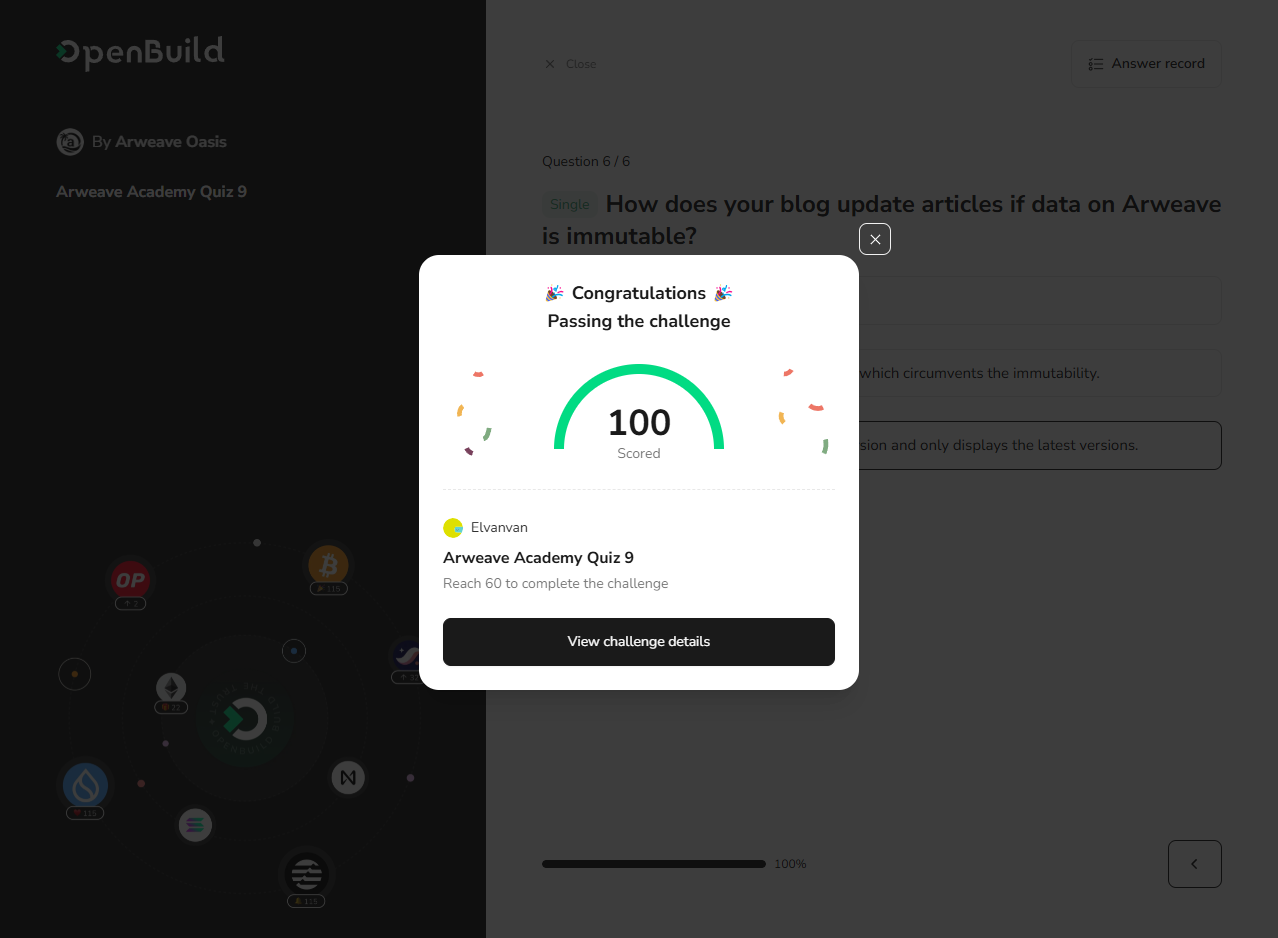 OpenBuild
By Arweave Oasis
Arweave Academy Quiz 9
Close
Answer record
Question 6 / 6
Single How does your blog update articles if data on Arweave
is immutable?
which circumvents the immutability.
sion and only displays the latest versions.
🎉 Congratulations 🎉
Passing the challenge
100
Scored
Elvanvan
Arweave Academy Quiz 9
Reach 60 to complete the challenge
View challenge details
OP
2
115
22
115
115
100%